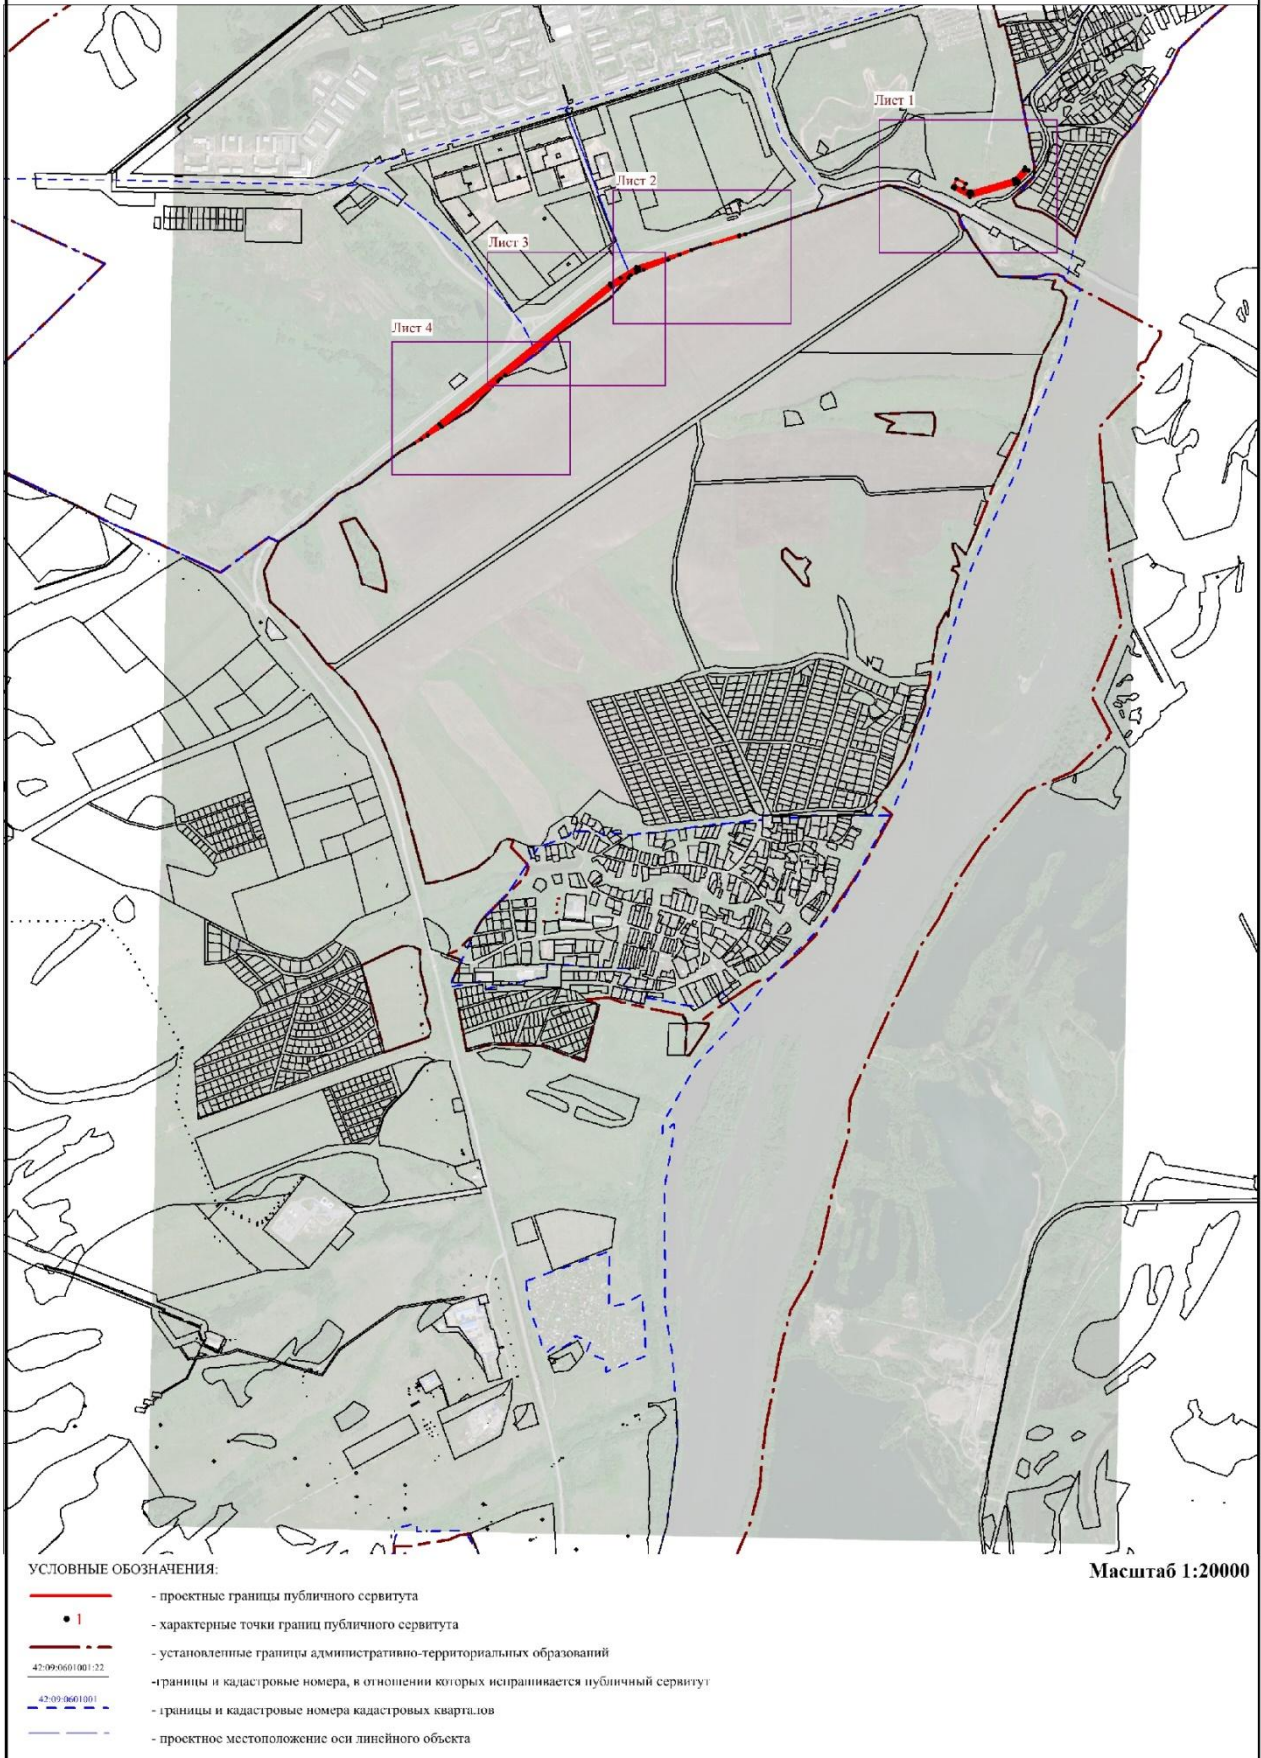 Лист 1
Лист 2
Лист 3
Лист 4
УСЛОВНЫЕ ОБОЗНАЧЕНИЯ:
Масштаб 1:20000
- проектные границы публичного сервитута
1 - характерные точки границ публичного сервитута
- установленные границы административно-территориальных образований
42:09:0601001:22 -границы и кадастровые номера, в отношении которых испрашивается публичный сервитут
42:09:0601001 - границы и кадастровые номера кадастровых кварталов
- проектное местоположение оси линейного объекта